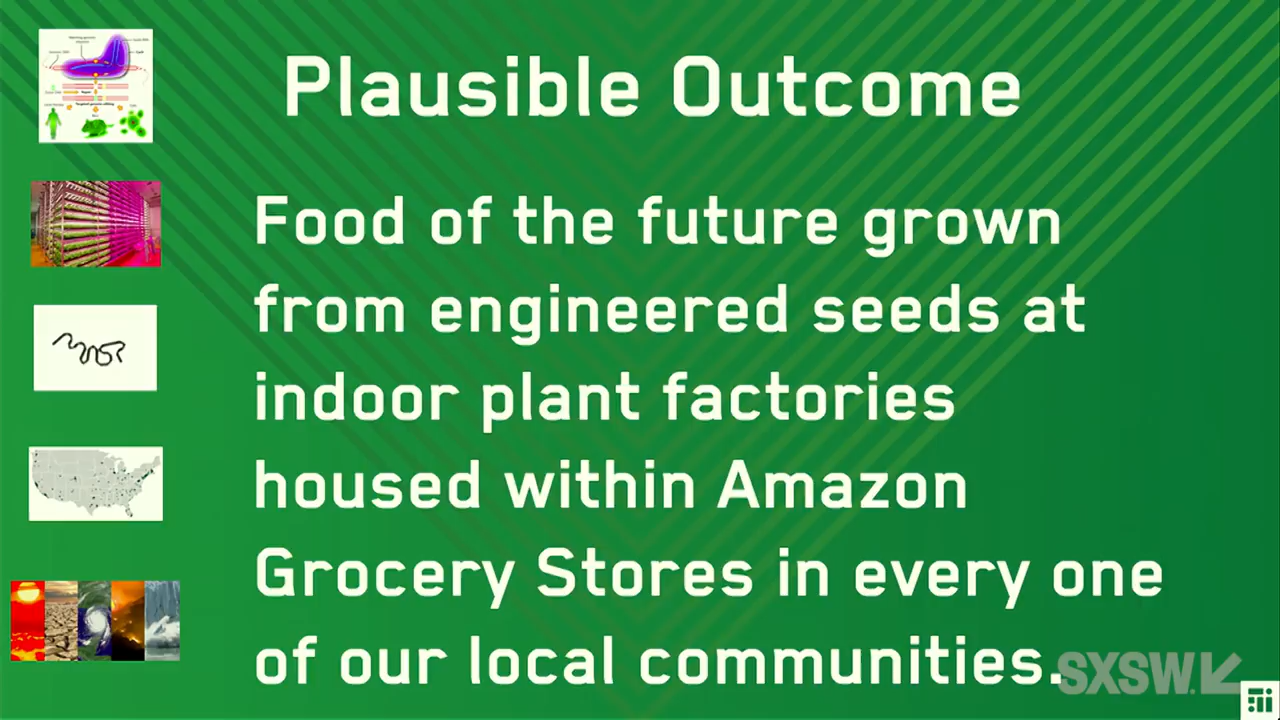 Plausible Outcome
Food of the future grown
from engineered seeds at
indoor plant factories
housed within Amazon
Grocery Stores in every one
of our local communities.
SXSW.